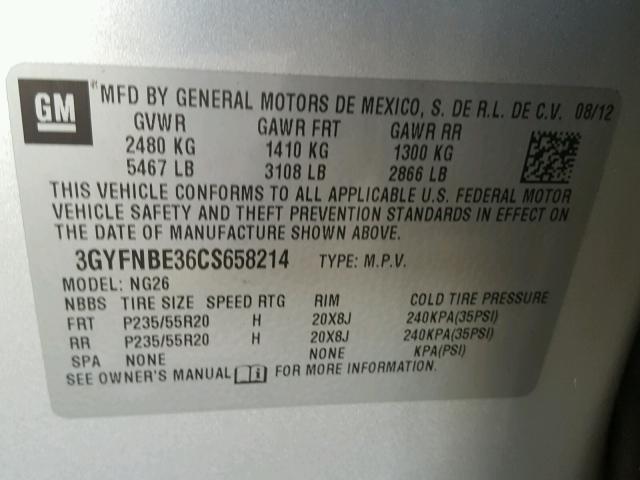 GM MFD BY GENERAL MOTORS DE MEXICO, S. DE R.L. DE C.V. 08/12
GVWR GAWR FRT GAWR RR
2480 KG 1410 KG 1300 KG
5467 LB 3108 LB 2866 LB
THIS VEHICLE CONFORMS TO ALL APPLICABLE U.S. FEDERAL MOTOR
VEHICLE SAFETY AND THEFT PREVENTION STANDARDS IN EFFECT ON
THE DATE OF MANUFACTURE SHOWN ABOVE.
3GYFNBE36CS658214 TYPE: M.P.V.
MODEL: NG26
NBBS TIRE SIZE SPEED RTG RIM COLD TIRE PRESSURE
FRT P235/55R20 H 20X8J 240KPA(35PSI)
RR P235/55R20 H 20X8J 240KPA(35PSI)
SPA NONE NONE KPA(PSI)
SEE OWNER'S MANUAL FOR MORE INFORMATION.